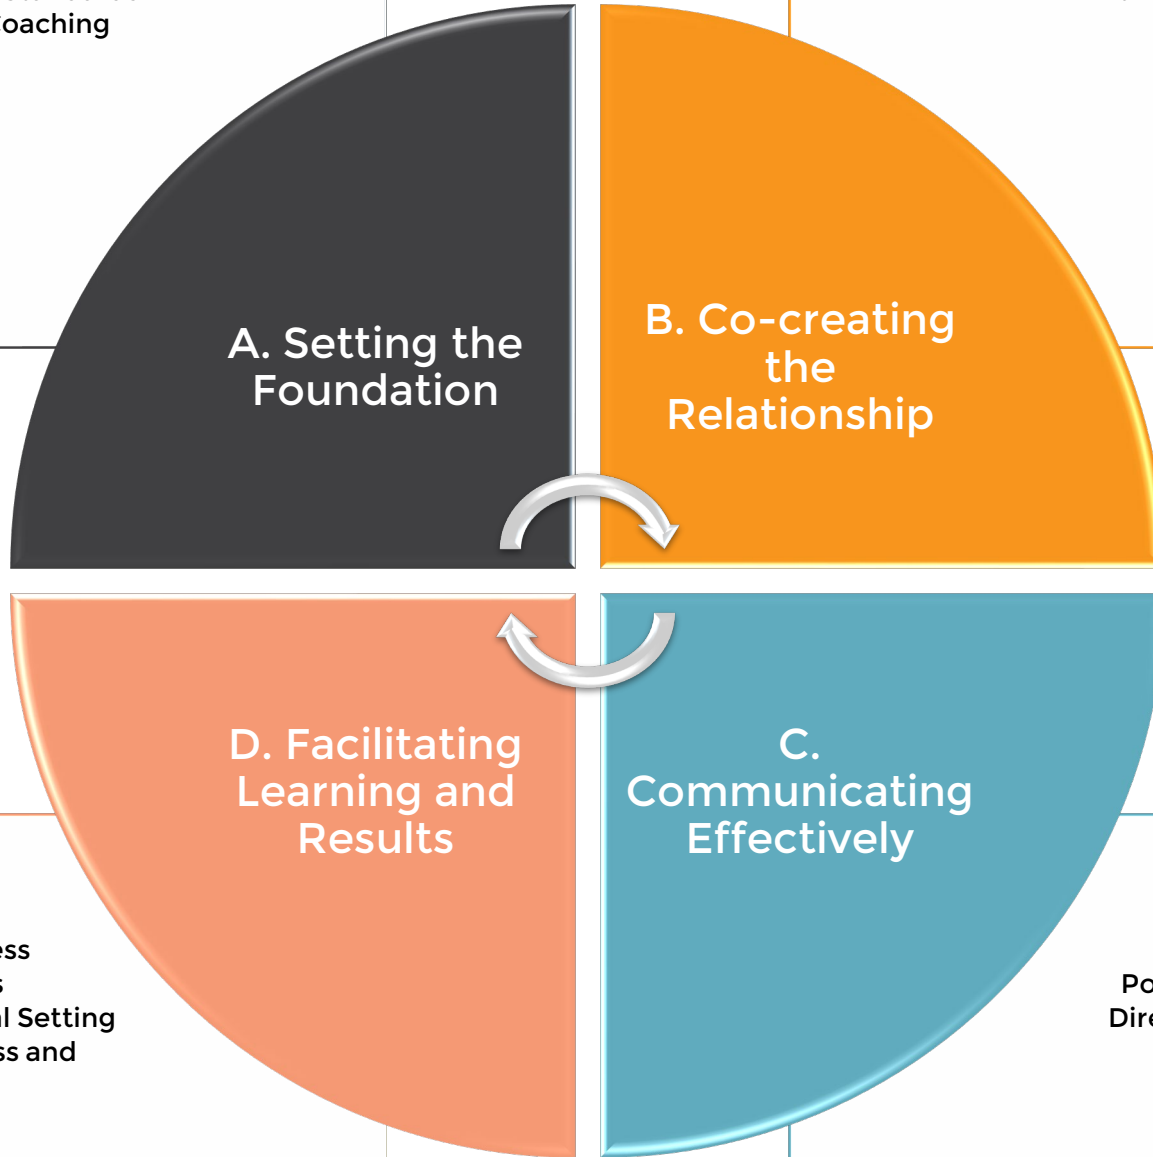 oaching
A. Setting the
Foundation
B. Co-creating
the
Relationship
D. Facilitating
Learning and
Results
C.
Communicating
Effectively
ess
s
l Setting
ss and
Po
Dire